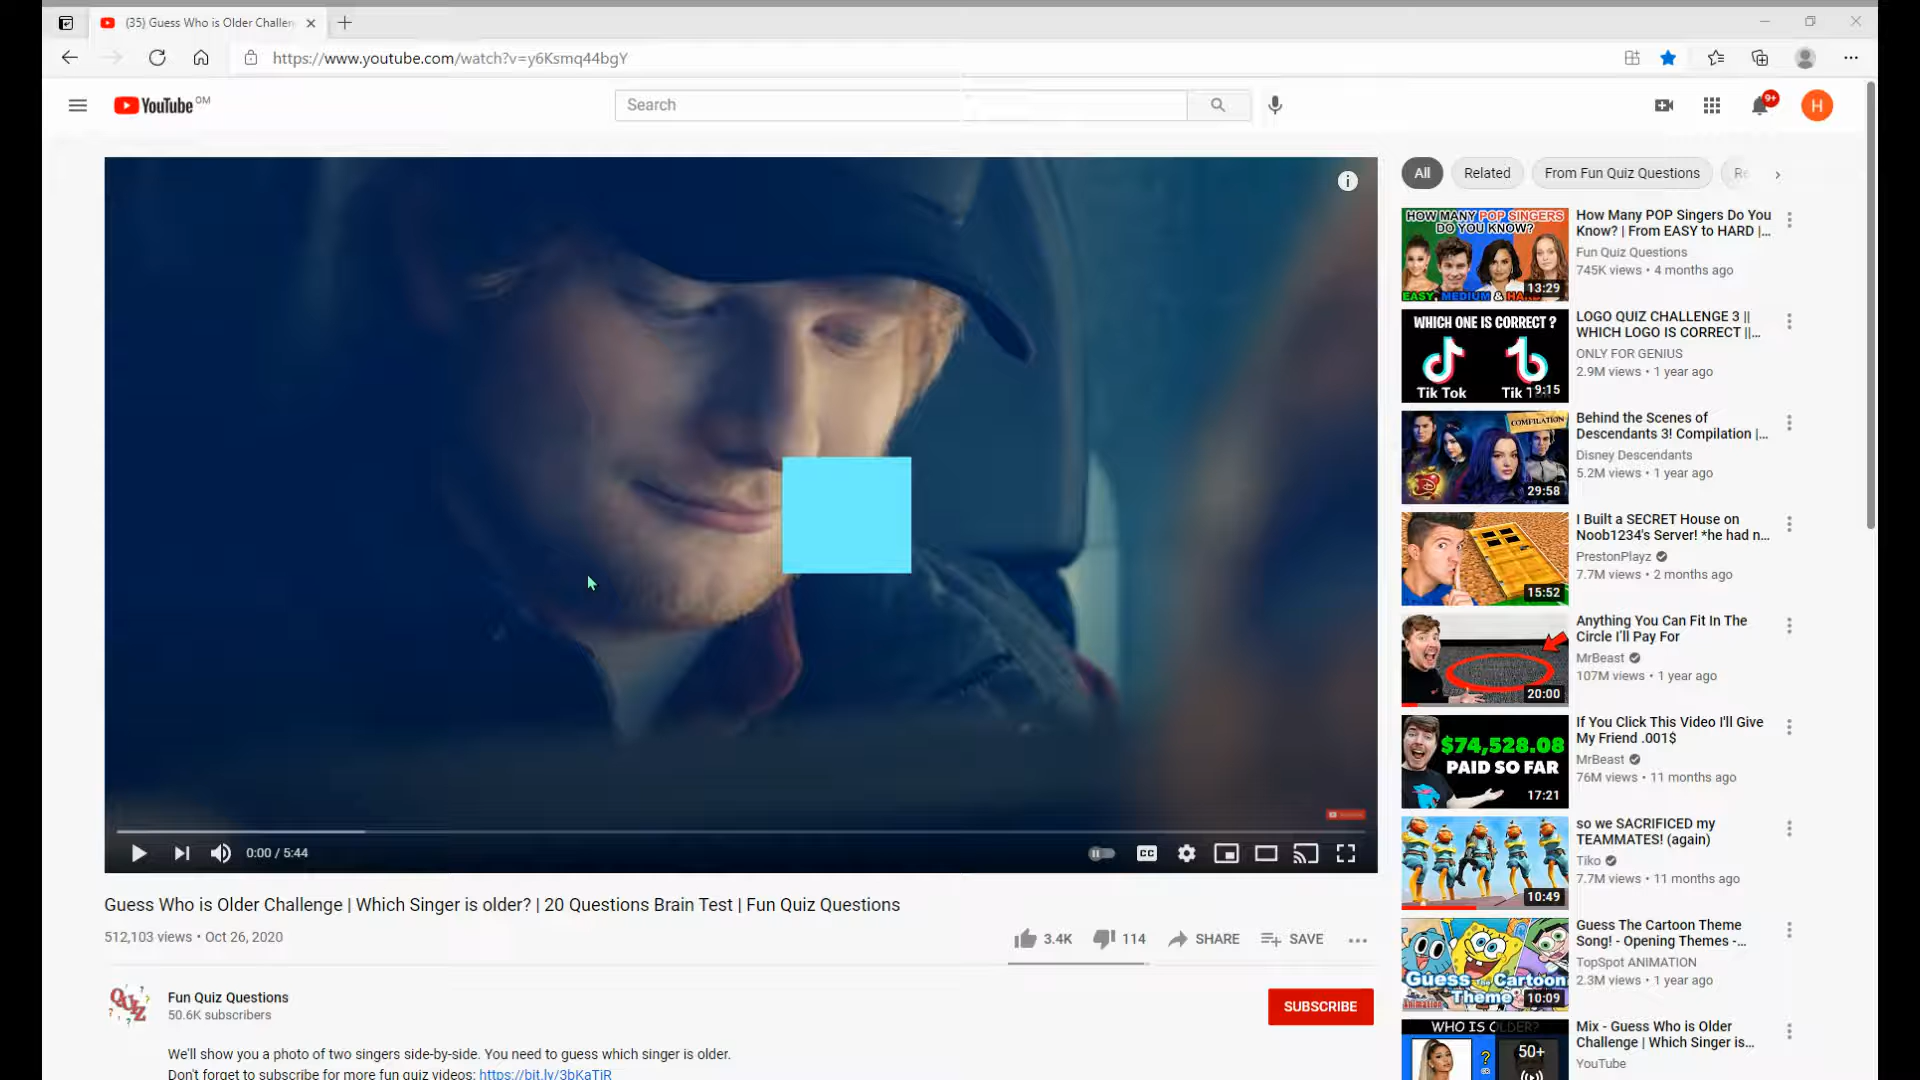 (35) Guess Who is Older Challen
https://www.youtube.com/watch?v=y6Ksmq44bgY
YouTube OM
Search
9+
H
All
Related
From Fun Quiz Questions
Re
HOW MANY POP SINGERS
DO YOU KNOW?
EASY, MEDIUM & HARD
13:29
How Many POP Singers Do You
Know? | From EASY to HARD |...
Fun Quiz Questions
745K views • 4 months ago
WHICH ONE IS CORRECT ?
Tik Tok
9:15
LOGO QUIZ CHALLENGE 3 ||
WHICH LOGO IS CORRECT ||...
ONLY FOR GENIUS
2.9M views • 1 year ago
COMPILATION
29:58
Behind the Scenes of
Descendants 3! Compilation |...
Disney Descendants
5.2M views • 1 year ago
15:52
I Built a SECRET House on
Noob1234's Server! *he had n...
PrestonPlayz
7.7M views • 2 months ago
20:00
Anything You Can Fit In The
Circle I'll Pay For
MrBeast
107M views • 1 year ago
$74,528.08
PAID SO FAR
17:21
If You Click This Video I'll Give
My Friend .001$
MrBeast
76M views • 11 months ago
10:49
so we SACRIFICED my
TEAMMATES! (again)
Tiko
7.7M views • 11 months ago
Guess The Cartoon
Theme
10:09
Guess The Cartoon Theme
Song! - Opening Themes -...
TopSpot ANIMATION
2.3M views • 1 year ago
WHO IS OLDER?
?
50+
Mix - Guess Who is Older
Challenge | Which Singer is...
YouTube
0:00 / 5:44
CC
Guess Who is Older Challenge | Which Singer is older? | 20 Questions Brain Test | Fun Quiz Questions
512,103 views • Oct 26, 2020
3.4K
114
SHARE
SAVE
QUIZ
Fun Quiz Questions
50.6K subscribers
SUBSCRIBE
We'll show you a photo of two singers side-by-side. You need to guess which singer is older.
Don't forget to subscribe for more fun quiz videos: https://bit.ly/3bKaTiR